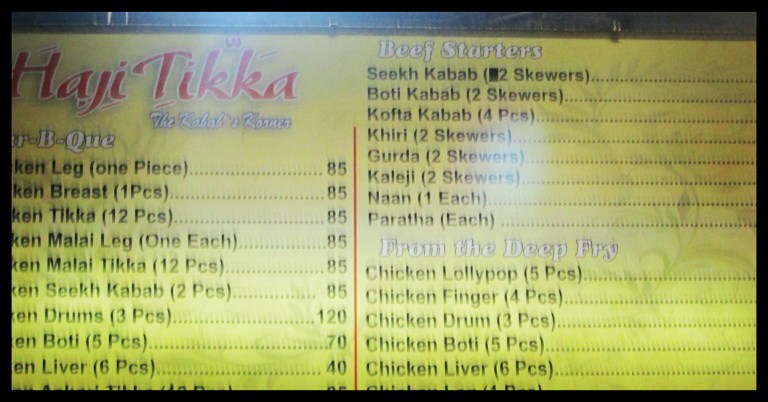 Haji Tikka
The Kabab's Korner
ar-B-Que
cken Leg (one Piece)............................ 85
ken Breast (1Pcs)................................ 85
ken Tikka (12 Pcs)............................... 85
ken Malai Leg (One Each)................... 85
ken Malai Tikka (12 Pcs)..................... 85
ken Seekh Kabab (2 Pcs)................... 85
ken Drums (3 Pcs)..............................120
ken Boti (5 Pcs)...................................70
en Liver (6 Pcs)................................... 40
Beef Starters
Seekh Kabab (2 Skewers)..................................
Boti Kabab (2 Skewers)......................................
Kofta Kabab (4 Pcs) ...........................................
Khiri (2 Skewers)................................................
Gurda (2 Skewers)..............................................
Kaleji (2 Skewers)...............................................
Naan (1 Each)......................................................
Paratha (Each) ....................................................
From the Deep Fry
Chicken Lollypop (5 Pcs)....................................
Chicken Finger (4 Pcs)........................................
Chicken Drum (3 Pcs)..........................................
Chicken Boti (5 Pcs)............................................
Chicken Liver (6 Pcs)..........................................